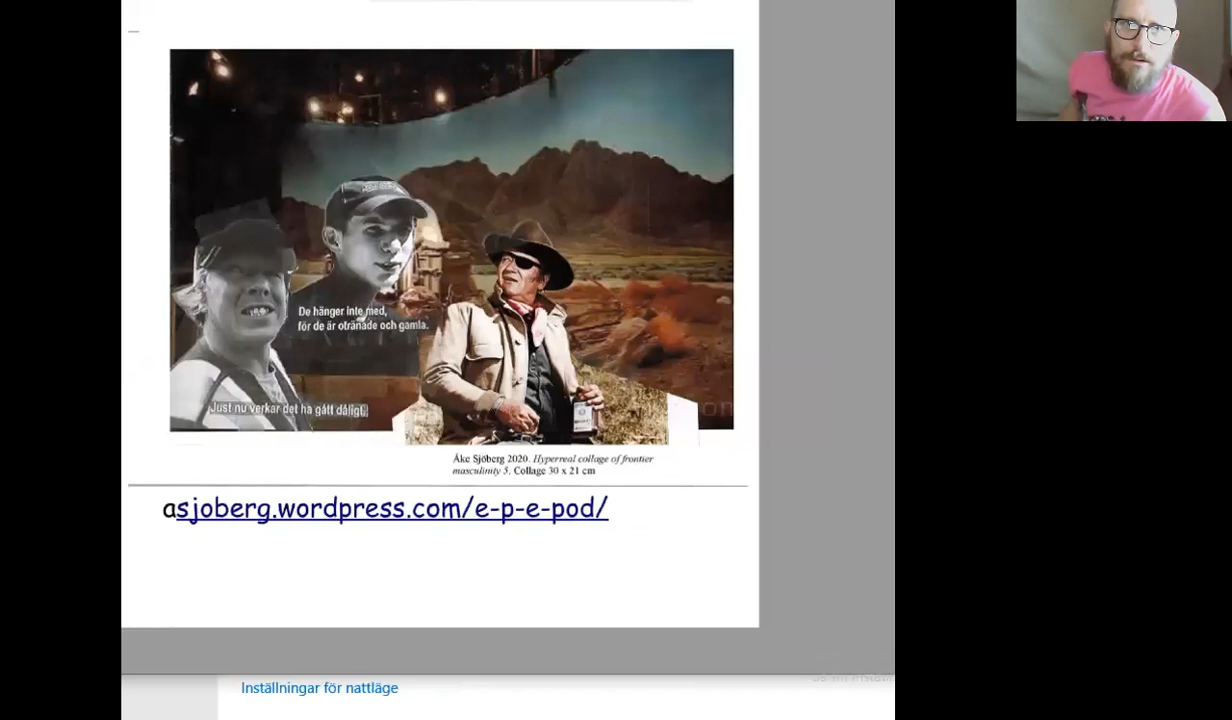 De hänger inte med,
för de är otränade och gamla.
Just nu verkar det ha gått dåligt.
Åke Sjöberg 2020. Hyperreal collage of frontier
masculinity 5. Collage 30 x 21 cm
asjoberg.wordpress.com/e-p-e-pod/
Inställningar för nattläge